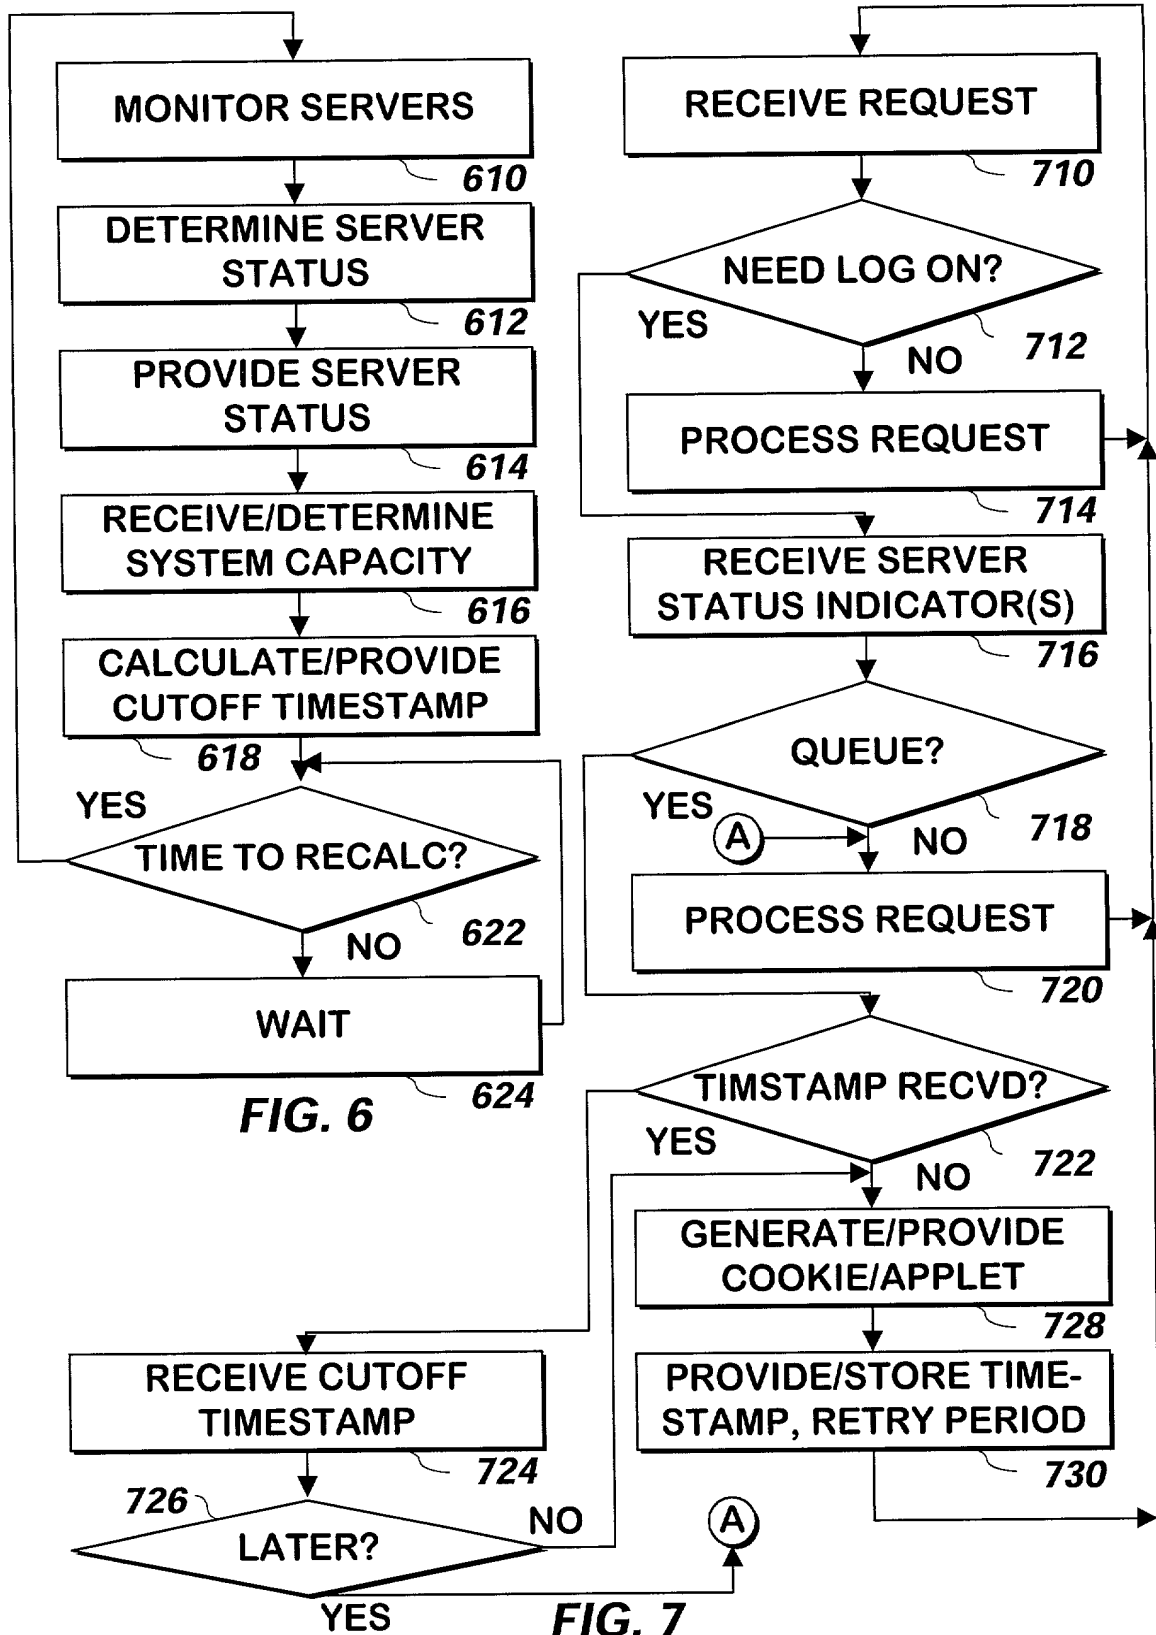 MONITOR SERVERS
610
DETERMINE SERVER
STATUS
612
PROVIDE SERVER
STATUS
614
RECEIVE/DETERMINE
SYSTEM CAPACITY
616
CALCULATE/PROVIDE
CUTOFF TIMESTAMP
618
YES
TIME TO RECALC?
622
NO
WAIT
624
FIG. 6
RECEIVE REQUEST
710
NEED LOG ON?
YES
712
NO
PROCESS REQUEST
714
RECEIVE SERVER
STATUS INDICATOR(S)
716
QUEUE?
YES
718
A
NO
PROCESS REQUEST
720
TIMSTAMP RECVD?
YES
722
NO
GENERATE/PROVIDE
COOKIE/APPLET
728
PROVIDE/STORE TIME-
STAMP, RETRY PERIOD
730
RECEIVE CUTOFF
TIMESTAMP
724
726
LATER?
NO
A
YES
FIG. 7